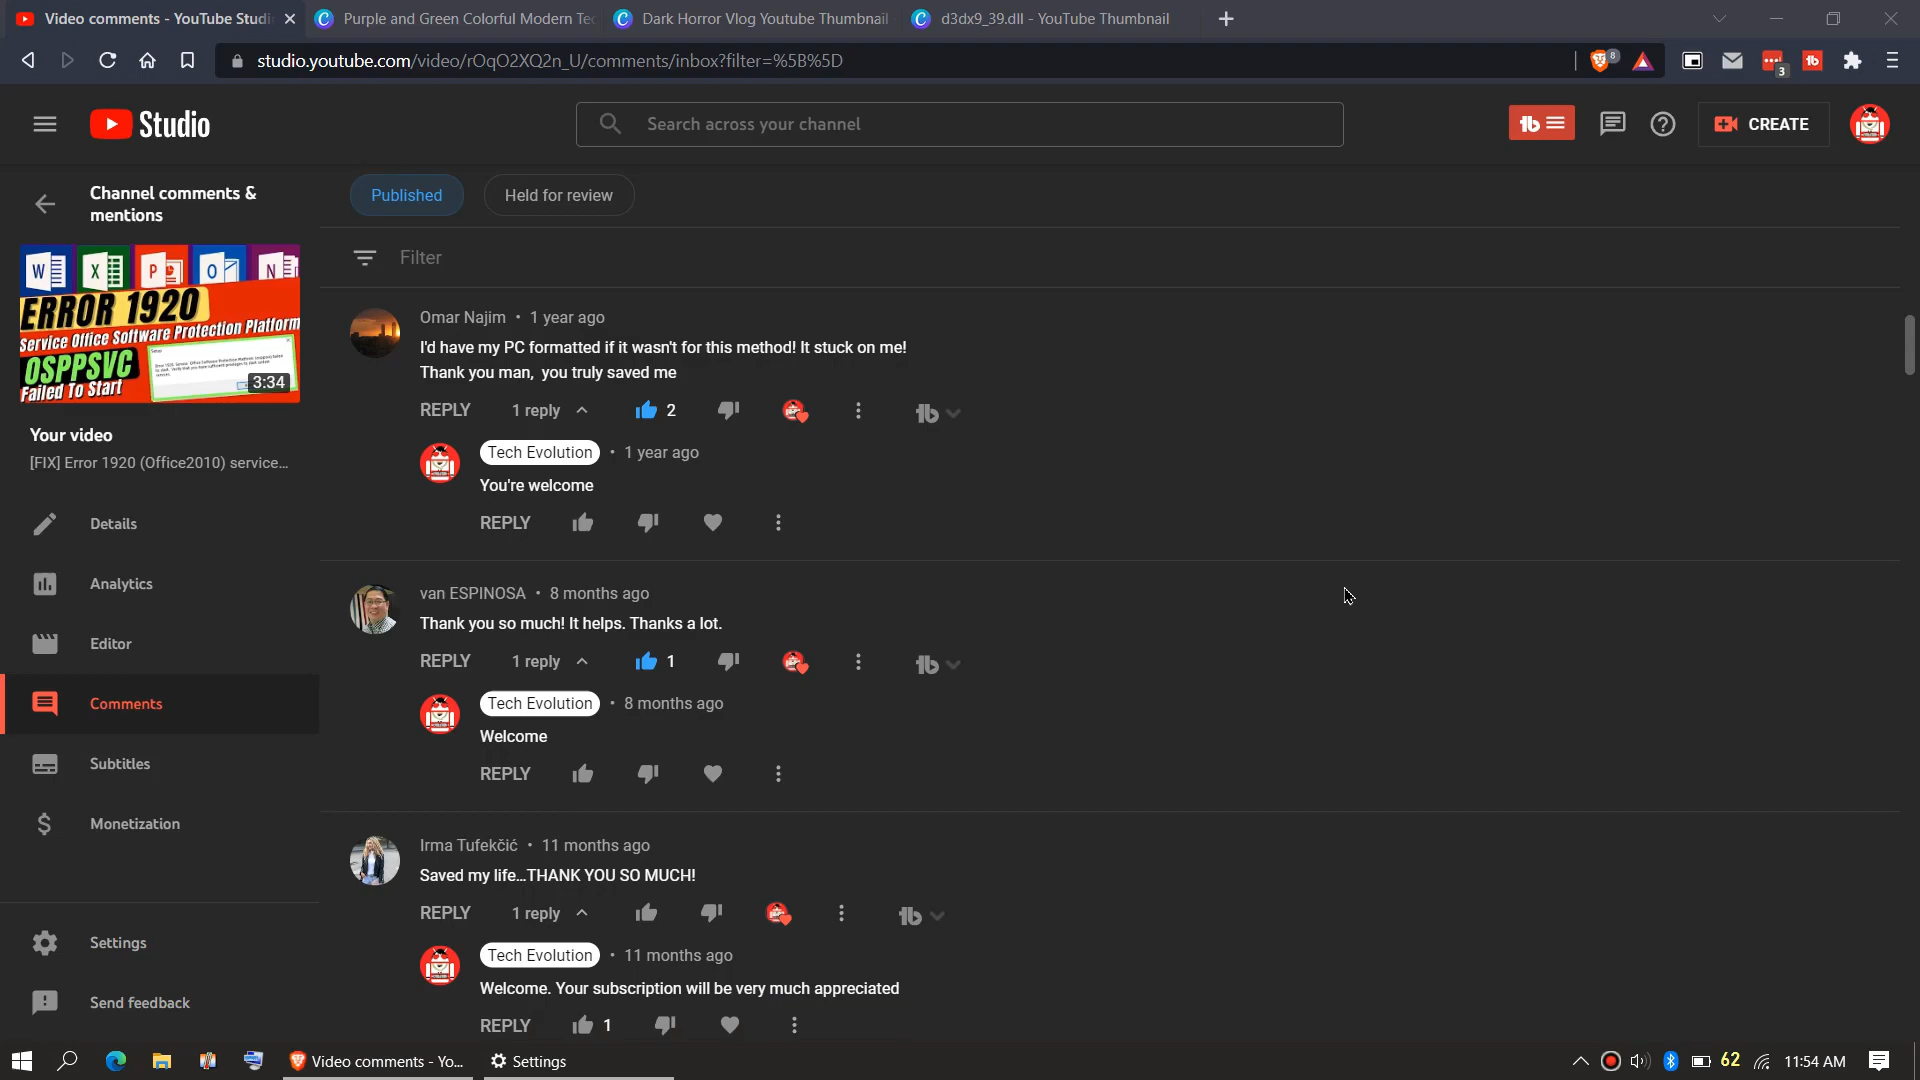 Video comments - YouTube Studi
Purple and Green Colorful Modern Te
Dark Horror Vlog Youtube Thumbnail
d3dx9_39.dll - YouTube Thumbnail
studio.youtube.com/video/rOqO2XQ2n_U/comments/inbox?filter=%5B%5D
8
3
Studio
Search across your channel
CREATE
Channel comments &
mentions
Published
Held for review
Filter
ERROR 1920
Service Office Software Protection Platform
OSPPSVC
Failed To Start
3:34
Your video
[FIX] Error 1920 (Office2010) service...
Details
Analytics
Editor
Comments
Subtitles
Monetization
Settings
Send feedback
Omar Najim • 1 year ago
I'd have my PC formatted if it wasn't for this method! It stuck on me!
Thank you man, you truly saved me
REPLY 1 reply 2
Tech Evolution • 1 year ago
You're welcome
REPLY
van ESPINOSA • 8 months ago
Thank you so much! It helps. Thanks a lot.
REPLY 1 reply 1
Tech Evolution • 8 months ago
Welcome
REPLY
Irma Tufekčić • 11 months ago
Saved my life...THANK YOU SO MUCH!
REPLY 1 reply
Tech Evolution • 11 months ago
Welcome. Your subscription will be very much appreciated
REPLY 1
Video comments - Yo...
Settings
62
11:54 AM